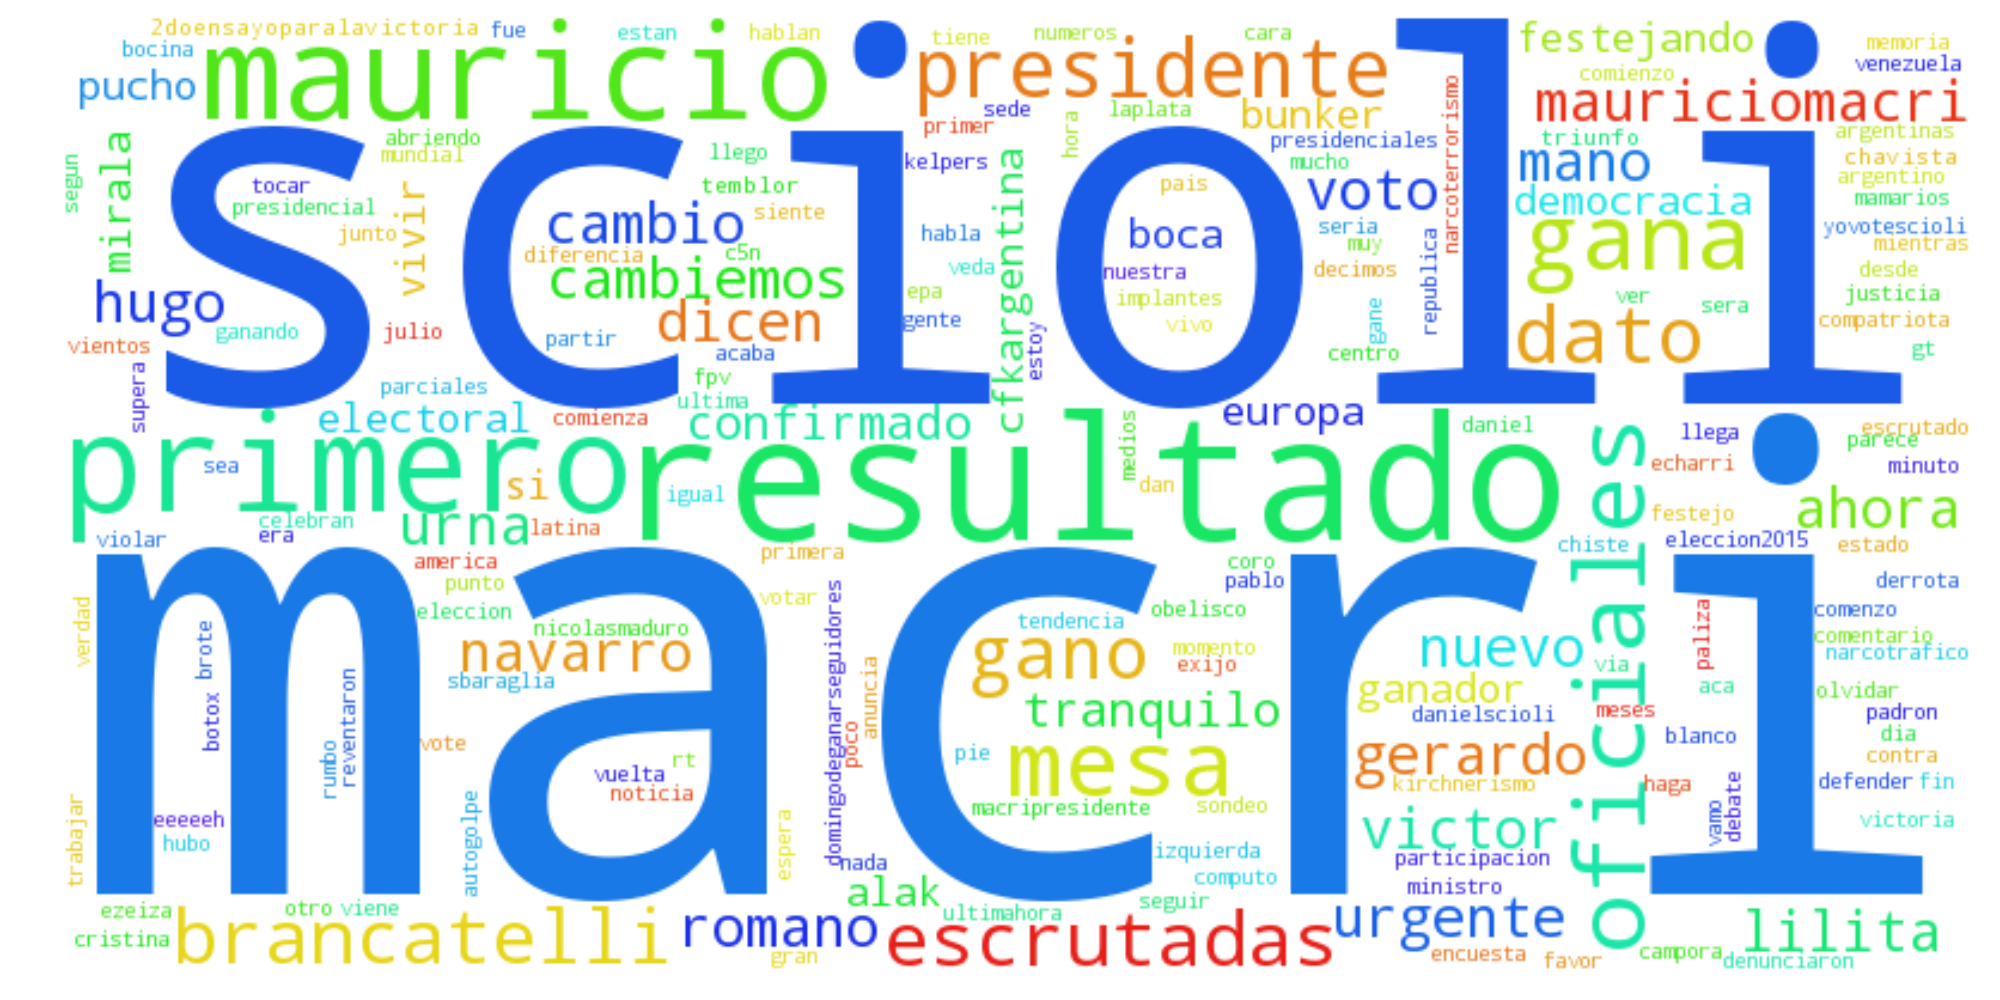 2doensayoparalavictoria fue estan hablan tiene numeros cara festejando memoria
bocina mauricio presidente comienzo venezuela
pucho sede laplata bunker mauriciomacri
primer hora narcoterrorismo
abriendo presidenciales triunfo argentinas
segun mirala mundial llego kelpers mucho mano chavista
scioli
tocar vivir temblor cfkargentina pais voto argentino
presidencial cambio siente democracia mamarios
junto habla boca seria gana yovotescioli
diferencia c5n muy mientras
cambiemos veda nuestra decimos republica desde
hugo epa implantes ver sera justicia
ganando julio dicen gente vivo gane dato compatriota
vientos partir acaba estoy centro gt
supera parciales fpv
electoral comienza ultima confirmado europa daniel llega escrutado
primero resultado medios oficiales parece
sea si igual dan echarri minuto
celebran urna latina festejo ahora
violar era primera chiste eleccion2015 estado
america coro
macri
punto pablo derrota
verdad brote eleccion votar domingodeganarseguidores tendencia obelisco paliza comenzo
nicolasmaduro gano momento nuevo comentario
navarro exijo via narcotrafico
botox sbaraglia anuncia ganador aca olvidar
rumbo reventaron tranquilo danielscioli meses padron
vote poco pie mesa gerardo blanco dia
vuelta rt contra
noticia kirchnerismo haga defender fin
trabajar eeeeeh autogolpe espera macripresidente sondeo victor vamo debate victoria
hubo nada izquierda participacion
computo ministro
ezeiza otro viene alak ultimahora seguir urgente lilita
cristina brancatelli romano escrutadas
gran encuesta favor campora denunciaron